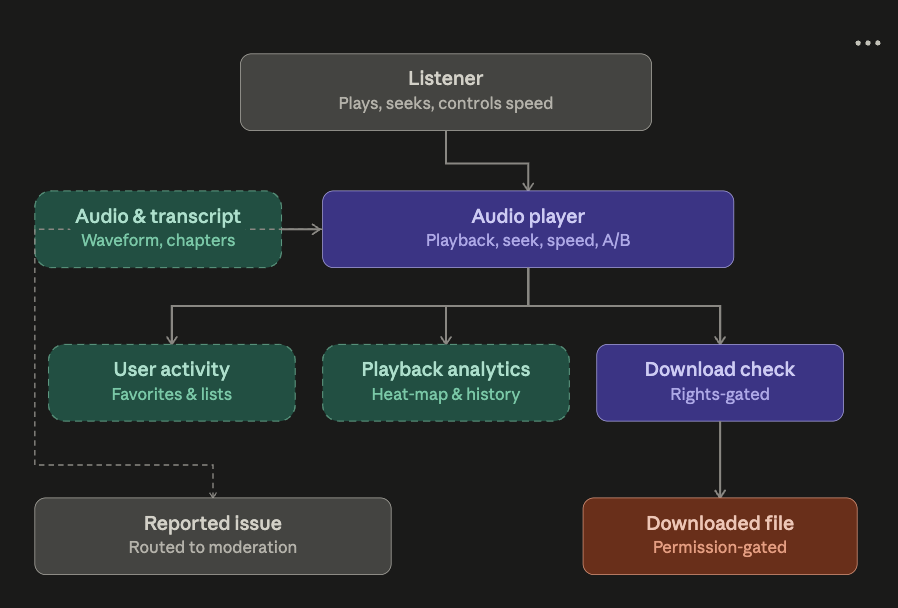 Listener
Plays, seeks, controls speed
Audio & transcript
Waveform, chapters
Audio player
Playback, seek, speed, A/B
User activity
Favorites & lists
Playback analytics
Heat-map & history
Download check
Rights-gated
Reported issue
Routed to moderation
Downloaded file
Permission-gated